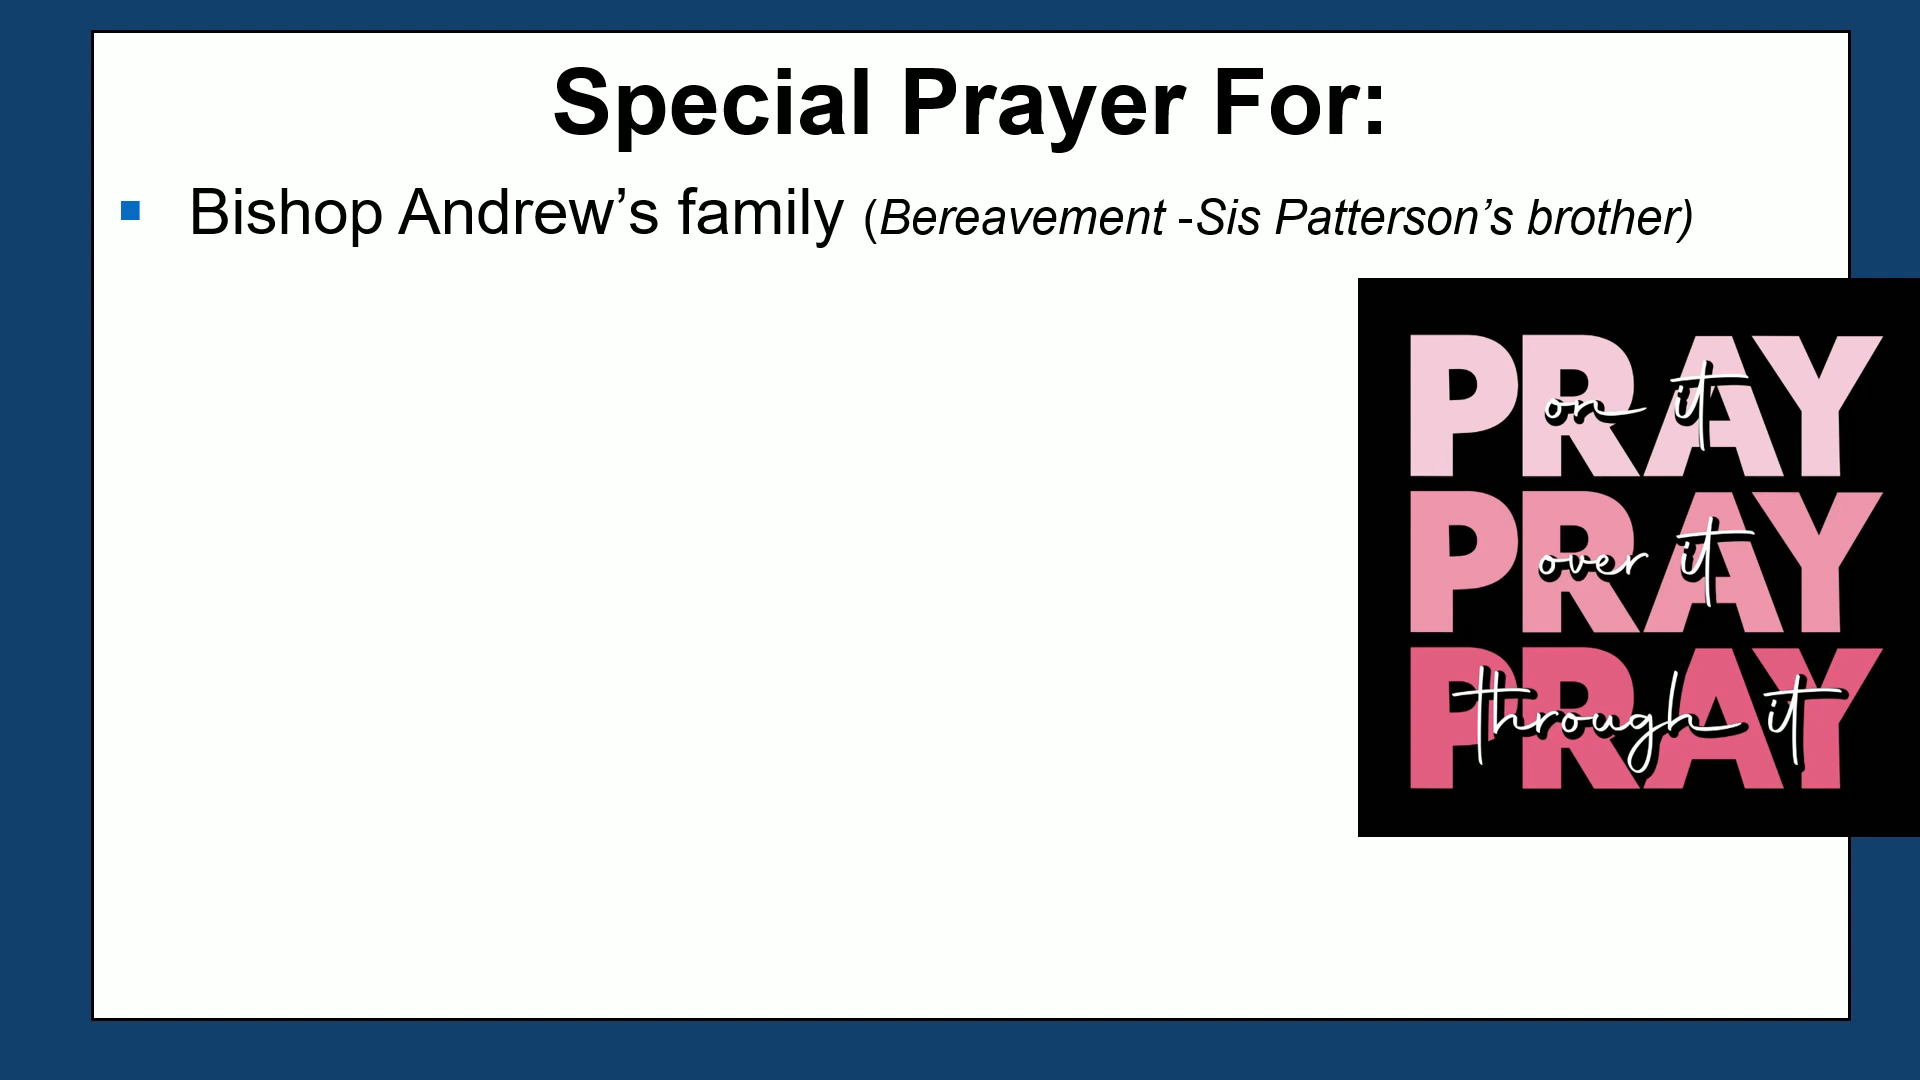 Special Prayer For:
▪ Bishop Andrew’s family (Bereavement -Sis Patterson’s brother)
PRAY
on it
PRAY
over it
PRAY
through it